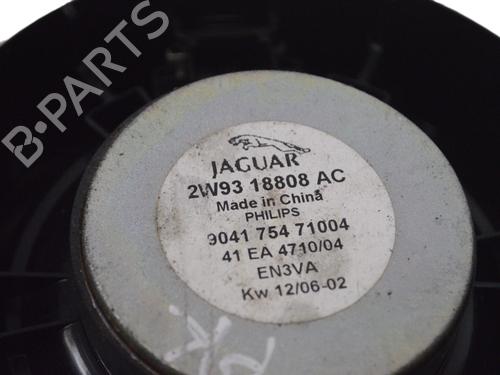 B·PARTS
JAGUAR
2W93 18808 AC
Made in China
PHILIPS
9041 754 71004
41 EA 4710/04
EN3VA
Kw 12/06-02